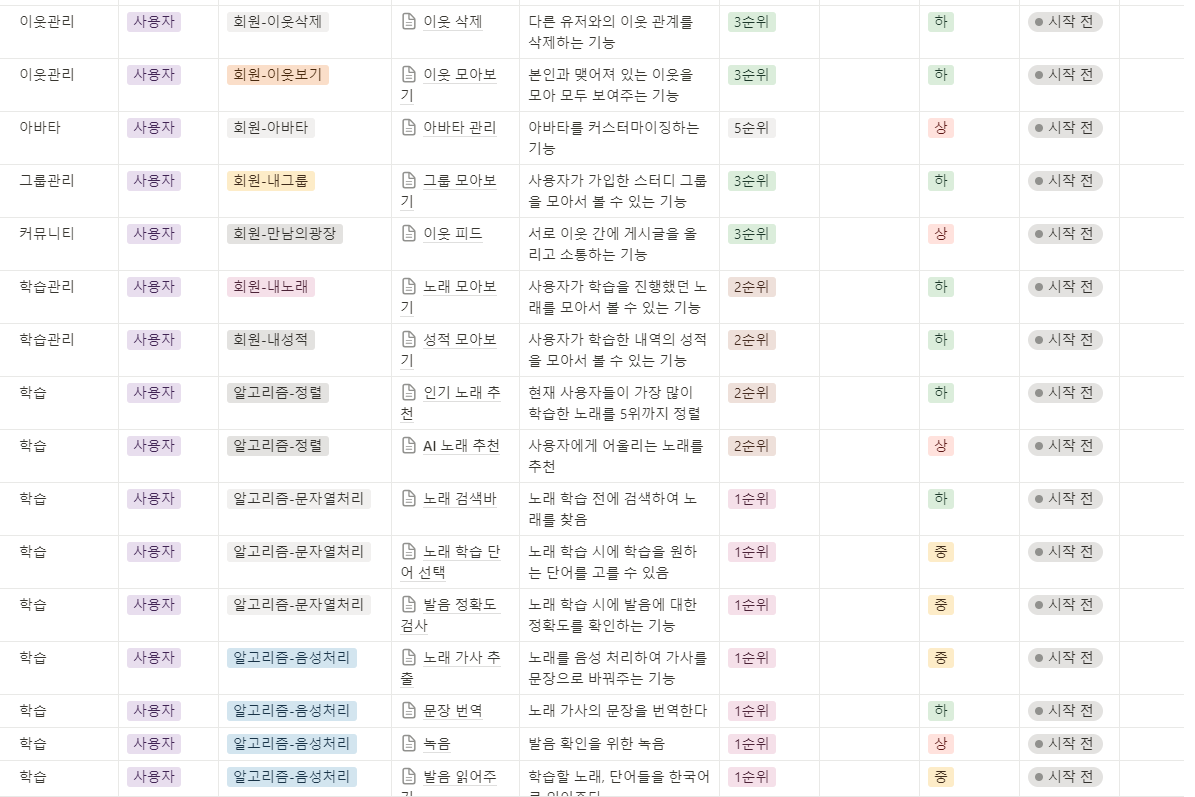 이웃관리 사용자 회원-이웃삭제 이웃 삭제 다른 유저와의 이웃 관계를 3순위 하 시작 전
삭제하는 기능
이웃관리 사용자 회원-이웃보기 이웃 모아보 본인과 맺어져 있는 이웃을 3순위 하 시작 전
기 모아 모두 보여주는 기능
아바타 사용자 회원-아바타 아바타 관리 아바타를 커스터마이징하는 5순위 상 시작 전
기능
그룹관리 사용자 회원-내그룹 그룹 모아보 사용자가 가입한 스터디 그룹 3순위 하 시작 전
기 을 모아서 볼 수 있는 기능
커뮤니티 사용자 회원-만남의광장 이웃 피드 서로 이웃 간에 게시글을 올 3순위 상 시작 전
리고 소통하는 기능
학습관리 사용자 회원-내노래 노래 모아보 사용자가 학습을 진행했던 노 2순위 하 시작 전
기 래를 모아서 볼 수 있는 기능
학습관리 사용자 회원-내성적 성적 모아보 사용자가 학습한 내역의 성적 2순위 하 시작 전
기 을 모아서 볼 수 있는 기능
학습 사용자 알고리즘-정렬 인기 노래 추 현재 사용자들이 가장 많이 2순위 하 시작 전
천 학습한 노래를 5위까지 정렬
학습 사용자 알고리즘-정렬 AI 노래 추천 사용자에게 어울리는 노래를 2순위 상 시작 전
추천
학습 사용자 알고리즘-문자열처리 노래 검색바 노래 학습 전에 검색하여 노 1순위 하 시작 전
래를 찾음
학습 사용자 알고리즘-문자열처리 노래 학습 단 노래 학습 시에 학습을 원하 1순위 중 시작 전
어 선택 는 단어를 고를 수 있음
학습 사용자 알고리즘-문자열처리 발음 정확도 노래 학습 시에 발음에 대한 1순위 중 시작 전
검사 정확도를 확인하는 기능
학습 사용자 알고리즘-음성처리 노래 가사 추 노래를 음성 처리하여 가사를 1순위 중 시작 전
출 문장으로 바꿔주는 기능
학습 사용자 알고리즘-음성처리 문장 번역 노래 가사의 문장을 번역한다 1순위 하 시작 전
학습 사용자 알고리즘-음성처리 녹음 발음 확인을 위한 녹음 1순위 상 시작 전
학습 사용자 알고리즘-음성처리 발음 읽어주 학습할 노래, 단어들을 한국어 1순위 중 시작 전